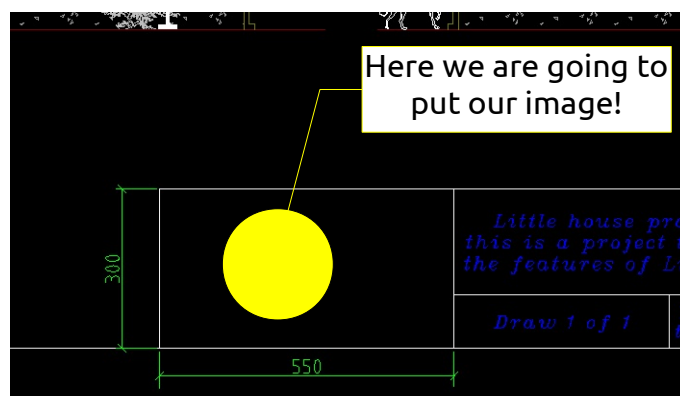 Here we are going to
put our image!
Little house
this is a project
the features of
300
Draw 1 of 1
550